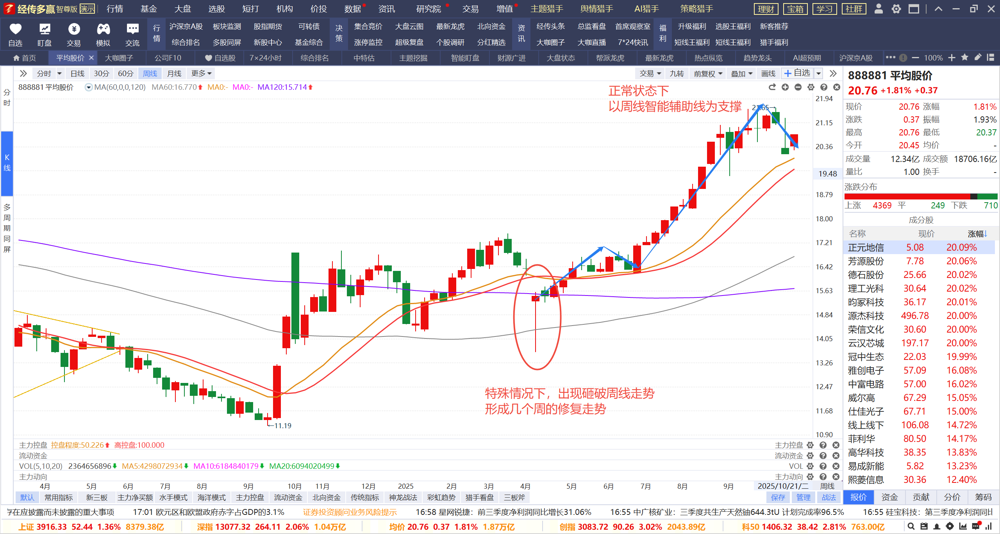 经传多赢 智尊版 演示 行情 基金 大盘 选股 短打 机构 价投 数据 资讯 研究院 交易 增值 主题猎手 舆情猎手 AI猎手 策略猎手 理财 宝箱 学习 社群
自选 盯盘 交易 模拟 交流
行情 沪深京A股 板块监测 股指期货 可转债 决策 集合竞价 大盘云图 最新龙虎 北向资金 资讯 经传头条 总监看盘 首席观察室 福利 升级福利 选股王福利 新客推荐
综合排名 多股同屏 新股中心 基金综合 涨停监控 超级复盘 个股调研 分红精选 大咖圈子 大咖直播 7*24快讯 短线王福利 短线王福利 猎手福利
首页 平均股价 大咖圈子 公司F10 自选股 7×24小时 综合排名 中特估 主题挖掘 智能盯盘 财源广进 大盘状态 帮派龙虎 最新龙虎 热点纵览 趋势龙头 AI超预期 沪深京A股 100%
分时 日线 30分 60分 周线 月线 更多 交易 九转 前复权 叠加 画线 自选
888881 平均股价 MA(60,0,0,120) MA60:16.770 MA0:- MA0:- MA120:15.714
分时
K线
多周期同屏
正常状态下
以周线智能辅助线为支撑
21.65→
特殊情况下，出现砸破周线走势
形成几个周的修复走势
←11.19
21.94
21.15
20.36
19.48
18.79
18.00
17.21
16.42
15.63
14.84
14.05
13.26
12.47
11.68
10.90
主力控盘 控盘程度:50.226 高控盘:100.000 主力控盘
流动资金 流动资金
VOL(5,10,20) 2364656896 MA5:4298072934 MA10:6184840179 MA20:6094020499 VOL
主力动向 主力动向
4月 5月 6月 7月 8月 9月 10月 11月 12月 2025 2月 3月 4月 5月 6月 7月 8月 9月 2025/10/21/二 周线
默认 常用指标 新三板 主力净买额 水手模式 海洋模式 主力控盘 流动资金 北向资金 传统指标 神龙战法 彩虹趋势 猎手看盘 三板斧 保存 管理 战法
888881 平均股价
20.76 +1.81% +0.37
现价 20.76 涨幅 1.81%
涨跌 0.37 振幅 1.93%
最高 20.76 最低 20.37
今开 20.45 均价 -
成交量 12.34亿 成交额 18706.16亿
量比 1.00 换手 -
涨跌分布
上涨 4369 平 249 下跌 710
成分股
名称 现价 涨幅↓
正元地信 5.08 20.09%
芳源股份 7.78 20.06%
德石股份 25.66 20.02%
理工光科 30.64 20.02%
昀冢科技 36.17 20.01%
源杰科技 496.78 20.00%
荣信文化 30.60 20.00%
云汉芯城 197.17 20.00%
冠中生态 22.03 19.99%
雅创电子 57.09 16.08%
中富电路 57.00 16.02%
威尔高 67.29 15.05%
仕佳光子 67.71 15.00%
线上线下 106.08 14.72%
菲利华 80.50 14.17%
高华科技 38.35 13.83%
易成新能 5.82 13.23%
熙菱信息 30.36 12.40%
报价 资金 贡献 分价 筹码
存在应披露而未披露的重大事项 17:01 欧元区和欧盟政府赤字占GDP的3.1% 证券投资顾问业务风险提示 16:58 星网锐捷：前三季度净利润同比增长31.06% 16:55 中广核矿业：三季度共生产天然铀644.3tU 计划完成率96.5% 16:55 硅宝科技：第三季度净利润同比
上证 3916.33 52.44 1.36% 8379.38亿 深指 13077.32 264.11 2.06% 1.04万亿 均价 20.76 0.37 1.81% 1.87万亿 创指 3083.72 90.26 3.02% 2043.89亿 科50 1406.32 38.42 2.81% 763.00亿